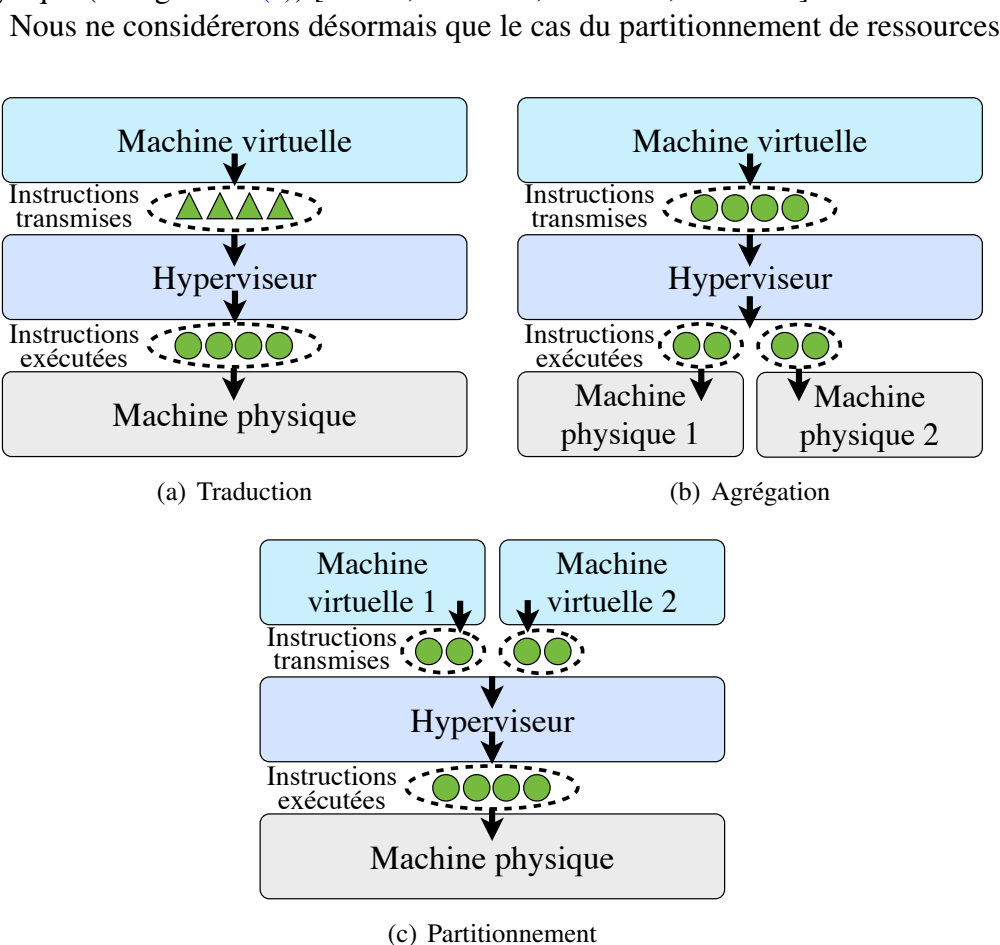 Nous ne considérerons désormais que le cas du partitionnement de ressources
Machine virtuelle
Instructions
transmises
Hyperviseur
Instructions
exécutées
Machine physique
(a) Traduction
Machine virtuelle
Instructions
transmises
Hyperviseur
Instructions
exécutées
Machine
physique 1
Machine
physique 2
(b) Agrégation
Machine
virtuelle 1
Machine
virtuelle 2
Instructions
transmises
Hyperviseur
Instructions
exécutées
Machine physique
(c) Partitionnement